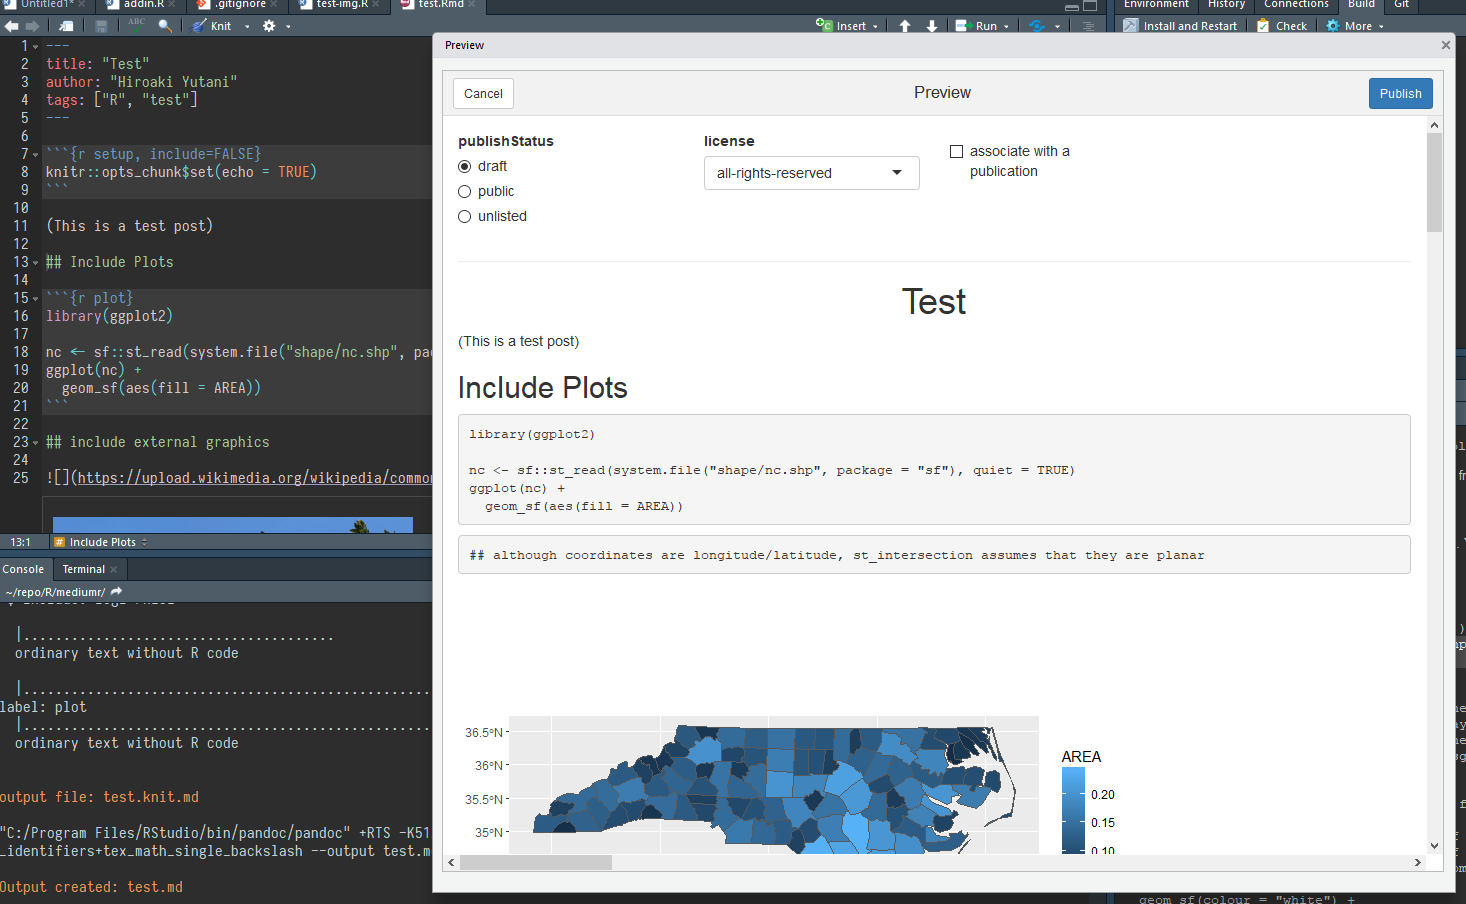 Untitled1*
addin.R
.gitignore
test-img.R
test.Rmd
Environment
History
Connections
Build
Git
ABC
Knit
Insert
Run
Install and Restart
Check
More
1 ---
2 title: "Test"
3 author: "Hiroaki Yutani"
4 tags: ["R", "test"]
5 ---
6
7 ```{r setup, include=FALSE}
8 knitr::opts_chunk$set(echo = TRUE)
9 ```
10
11 (This is a test post)
12
13 ## Include Plots
14
15 ```{r plot}
16 library(ggplot2)
17
18 nc <- sf::st_read(system.file("shape/nc.shp", pac
19 ggplot(nc) +
20 geom_sf(aes(fill = AREA))
21 ```
22
23 ## include external graphics
24
25 ![](https://upload.wikimedia.org/wikipedia/common
13:1
# Include Plots
Console
Terminal
~/repo/R/mediumr/
|.......................................
ordinary text without R code
|...................................................
label: plot
|...................................................
ordinary text without R code
output file: test.knit.md
"C:/Program Files/RStudio/bin/pandoc/pandoc" +RTS -K51
_identifiers+tex_math_single_backslash --output test.m
Output created: test.md
Preview
Cancel
Preview
Publish
publishStatus
draft
public
unlisted
license
all-rights-reserved
associate with a
publication
Test
(This is a test post)
Include Plots
library(ggplot2)
nc <- sf::st_read(system.file("shape/nc.shp", package = "sf"), quiet = TRUE)
ggplot(nc) +
geom_sf(aes(fill = AREA))
## although coordinates are longitude/latitude, st_intersection assumes that they are planar
36.5°N
36°N
35.5°N
35°N
AREA
0.20
0.15
0.10
geom_sf(colour = "white") +